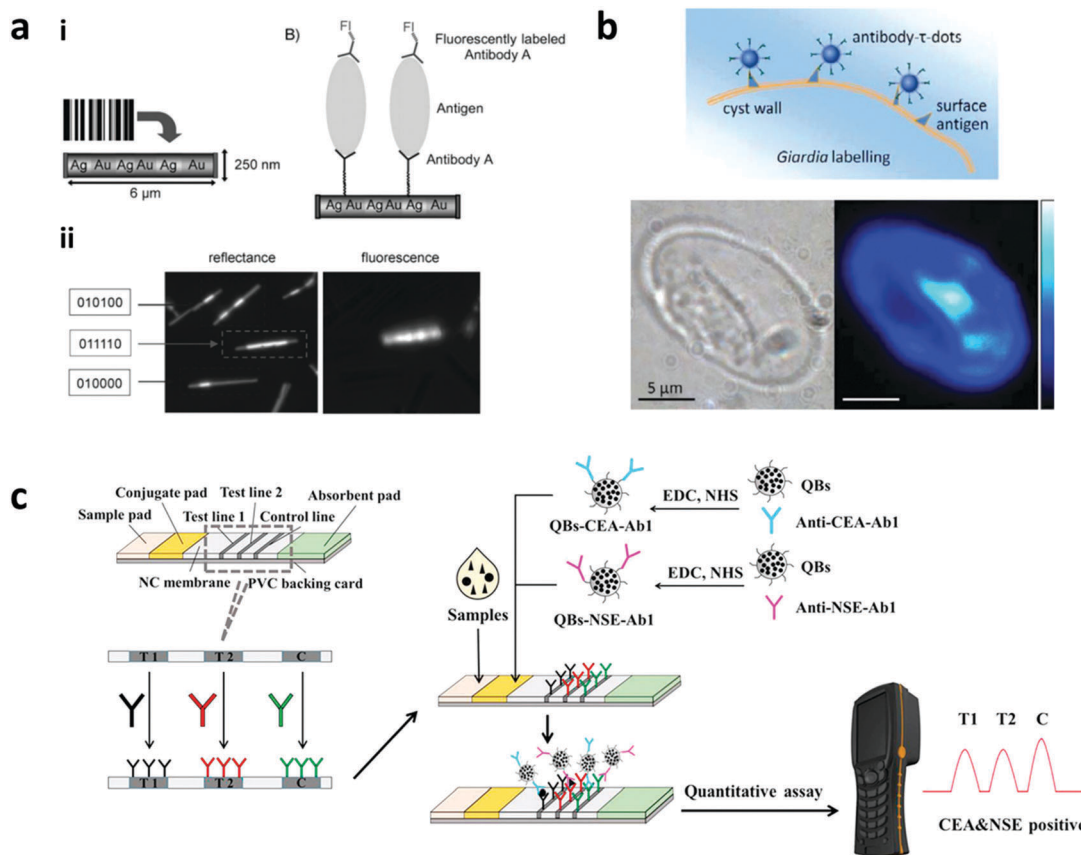 a
i
Ag Au Ag Au Ag Au
250 nm
6 µm
B)
Fl
Fl
Fluorescently labeled
Antibody A
Antigen
Antibody A
Ag Au Ag Au Ag Au
ii
reflectance
fluorescence
010100
011110
010000
b
antibody-τ-dots
cyst wall
surface
antigen
Giardia labelling
5 µm
c
Conjugate pad
Test line 2
Absorbent pad
Sample pad
Test line 1
Control line
NC membrane
PVC backing card
T 1
T 2
C
T 1
T 2
C
Samples
QBs-CEA-Ab1
EDC, NHS
QBs
Anti-CEA-Ab1
QBs-NSE-Ab1
EDC, NHS
QBs
Anti-NSE-Ab1
Quantitative assay
T1
T2
C
CEA&NSE positive